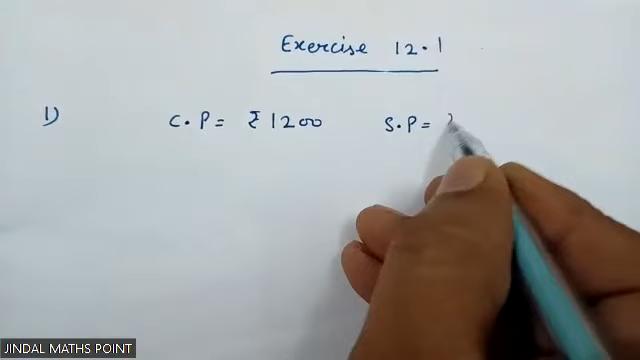 Exercise 12.1
1) C.P = ₹1200 S.P =
JINDAL MATHS POINT